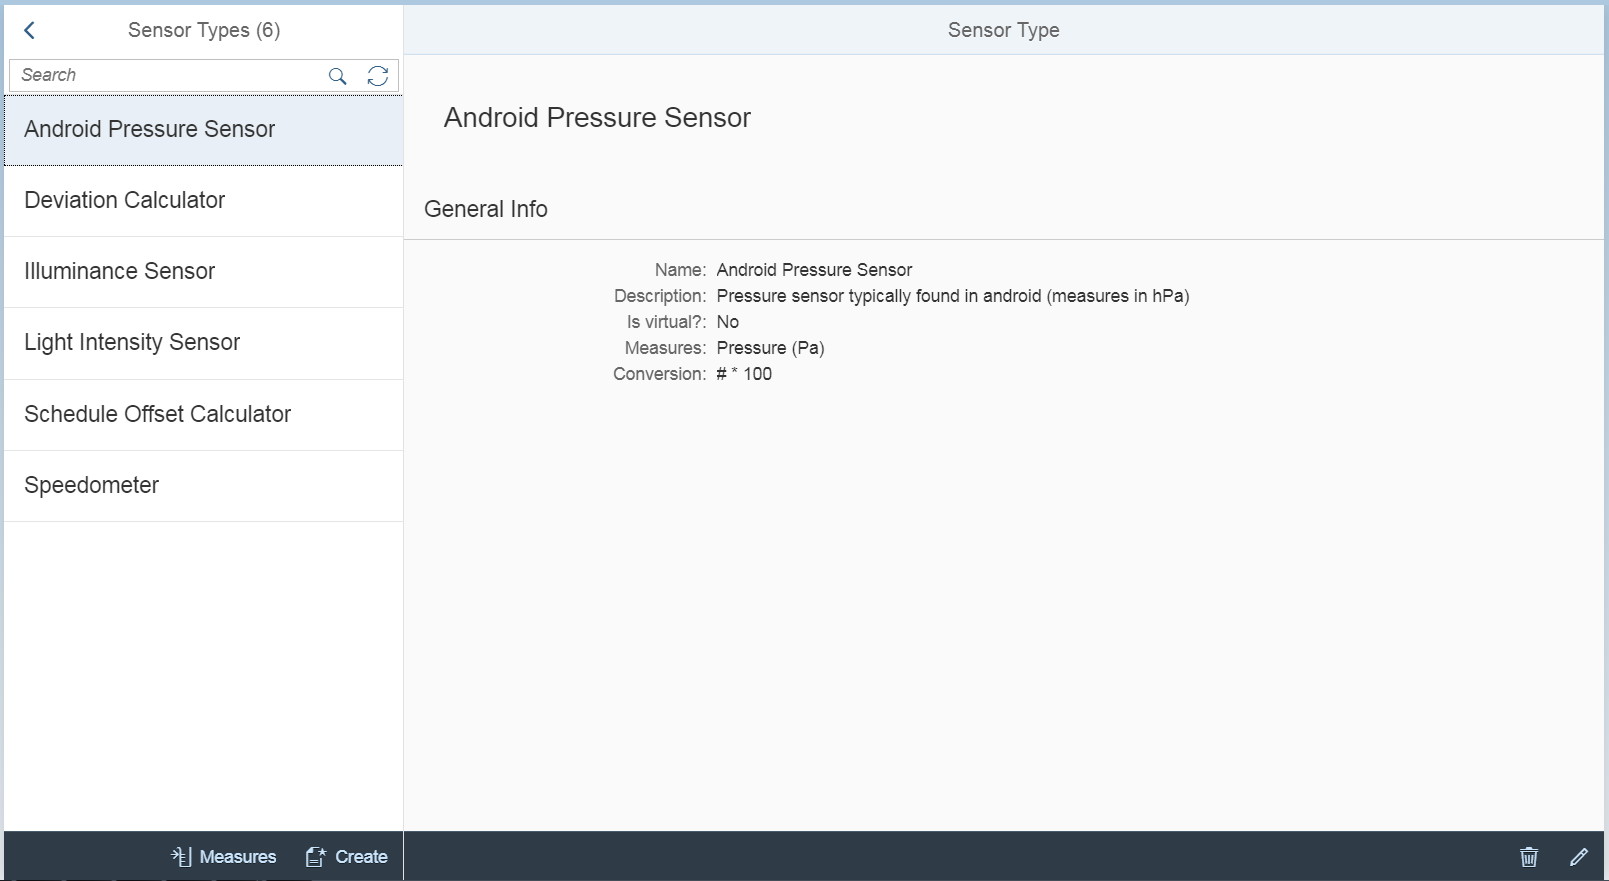 Sensor Types (6)
Search
Android Pressure Sensor
Deviation Calculator
Illuminance Sensor
Light Intensity Sensor
Schedule Offset Calculator
Speedometer
Measures
Create
Sensor Type
Android Pressure Sensor
General Info
Name: Android Pressure Sensor
Description: Pressure sensor typically found in android (measures in hPa)
Is virtual?: No
Measures: Pressure (Pa)
Conversion: # * 100